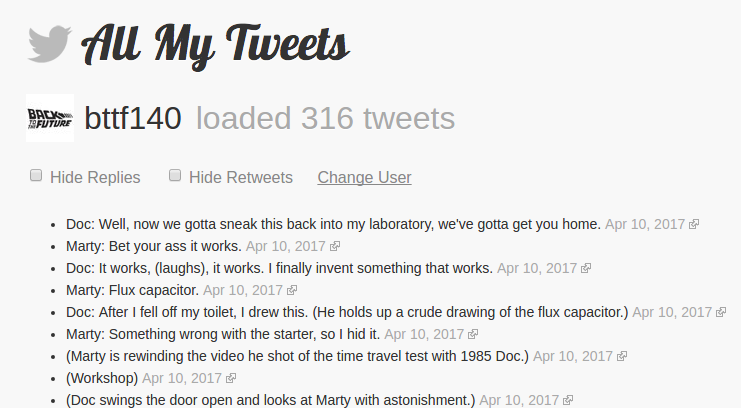 All My Tweets
BACK TO THE FUTURE
bttf140 loaded 316 tweets
Hide Replies Hide Retweets Change User
Doc: Well, now we gotta sneak this back into my laboratory, we've gotta get you home. Apr 10, 2017
Marty: Bet your ass it works. Apr 10, 2017
Doc: It works, (laughs), it works. I finally invent something that works. Apr 10, 2017
Marty: Flux capacitor. Apr 10, 2017
Doc: After I fell off my toilet, I drew this. (He holds up a crude drawing of the flux capacitor.) Apr 10, 2017
Marty: Something wrong with the starter, so I hid it. Apr 10, 2017
(Marty is rewinding the video he shot of the time travel test with 1985 Doc.) Apr 10, 2017
(Workshop) Apr 10, 2017
(Doc swings the door open and looks at Marty with astonishment.) Apr 10, 2017